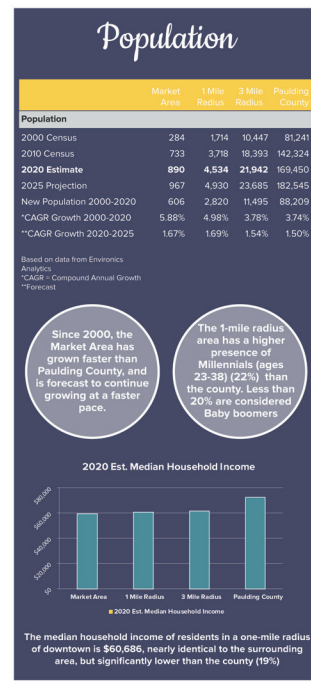 Population
Market Area 1 Mile Radius 3 Mile Radius Paulding County
Population
2000 Census 284 1,714 10,447 81,241
2010 Census 733 3,718 18,393 142,324
2020 Estimate 890 4,534 21,942 169,450
2025 Projection 967 4,930 23,685 182,545
New Population 2000-2020 606 2,820 11,495 88,209
*CAGR Growth 2000-2020 5.88% 4.98% 3.78% 3.74%
**CAGR Growth 2020-2025 1.67% 1.69% 1.54% 1.50%
Based on data from Environics
Analytics
*CAGR = Compound Annual Growth
**Forecast
Since 2000, the
Market Area has
grown faster than
Paulding County, and
is forecast to continue
growing at a faster
pace.
The 1-mile radius
area has a higher
presence of
Millennials (ages
23-38) (22%) than
the county. Less than
20% are considered
Baby boomers
2020 Est. Median Household Income
$80,000
$60,000
$40,000
$20,000
$0
Market Area 1 Mile Radius 3 Mile Radius Paulding County
2020 Est. Median Household Income
The median household income of residents in a one-mile radius
of downtown is $60,686, nearly identical to the surrounding
area, but significantly lower than the county (19%)